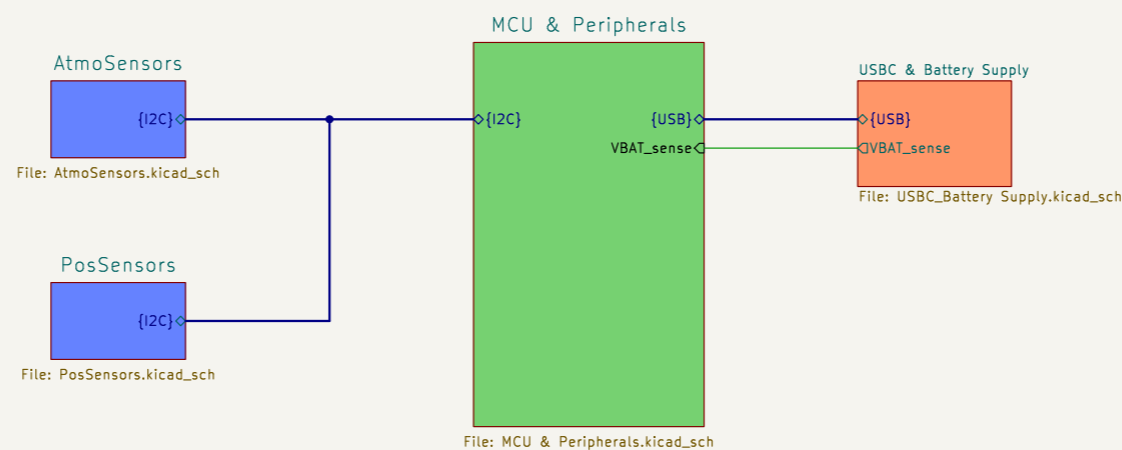 MCU & Peripherals
AtmoSensors
{I2C}
File: AtmoSensors.kicad_sch
PosSensors
{I2C}
File: PosSensors.kicad_sch
{I2C}
{USB}
VBAT_sense
File: MCU & Peripherals.kicad_sch
USBC & Battery Supply
{USB}
VBAT_sense
File: USBC_Battery Supply.kicad_sch